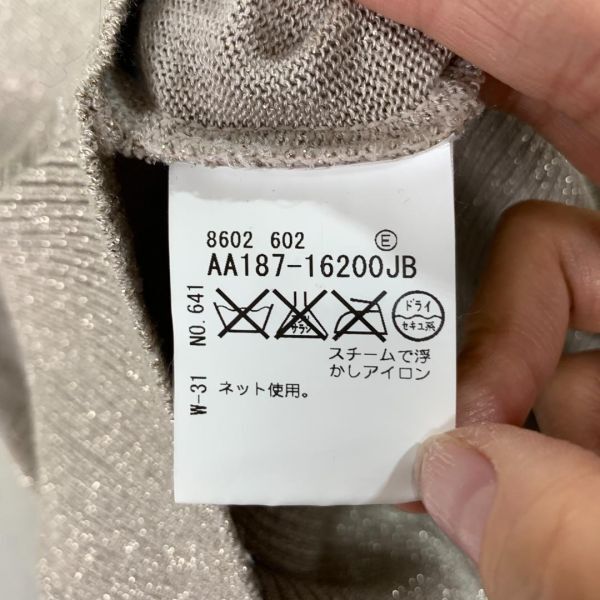 8602 602 Ⓔ
AA187-16200JB
サラシ
ドライ
セキユ系
スチームで浮
かしアイロン
ネット使用。
W-31 NO.641